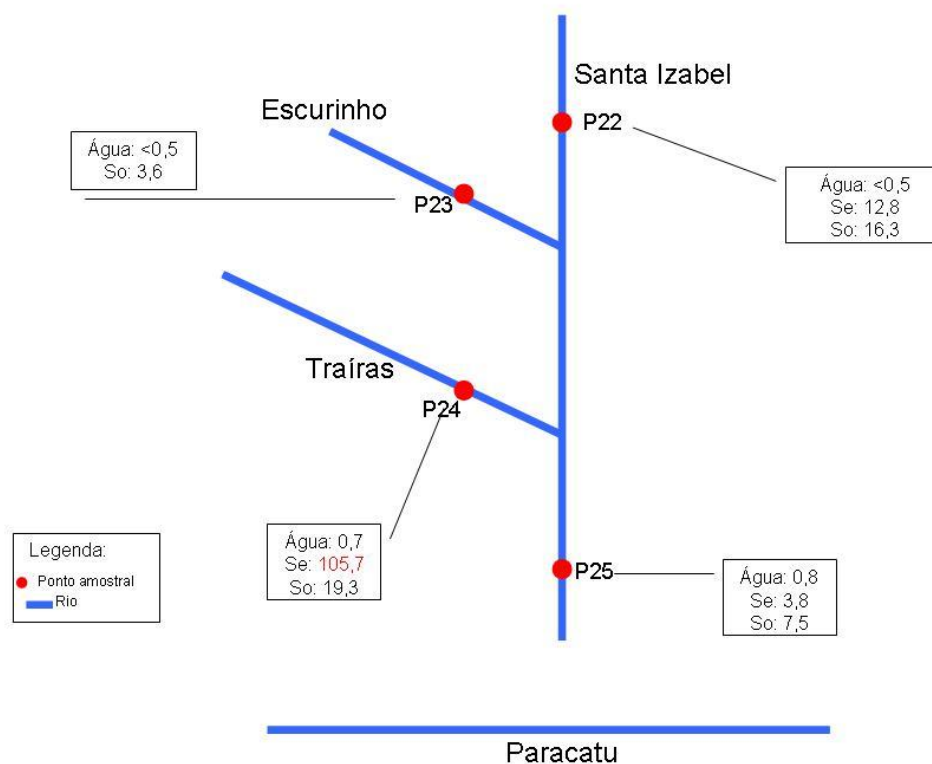 Santa Izabel
Escurinho
P22
Água: <0,5
So: 3,6
P23
Água: <0,5
Se: 12,8
So: 16,3
Traíras
P24
Água: 0,7
Se: 105,7
So: 19,3
P25
Água: 0,8
Se: 3,8
So: 7,5
Legenda:
Ponto amostral
Rio
Paracatu